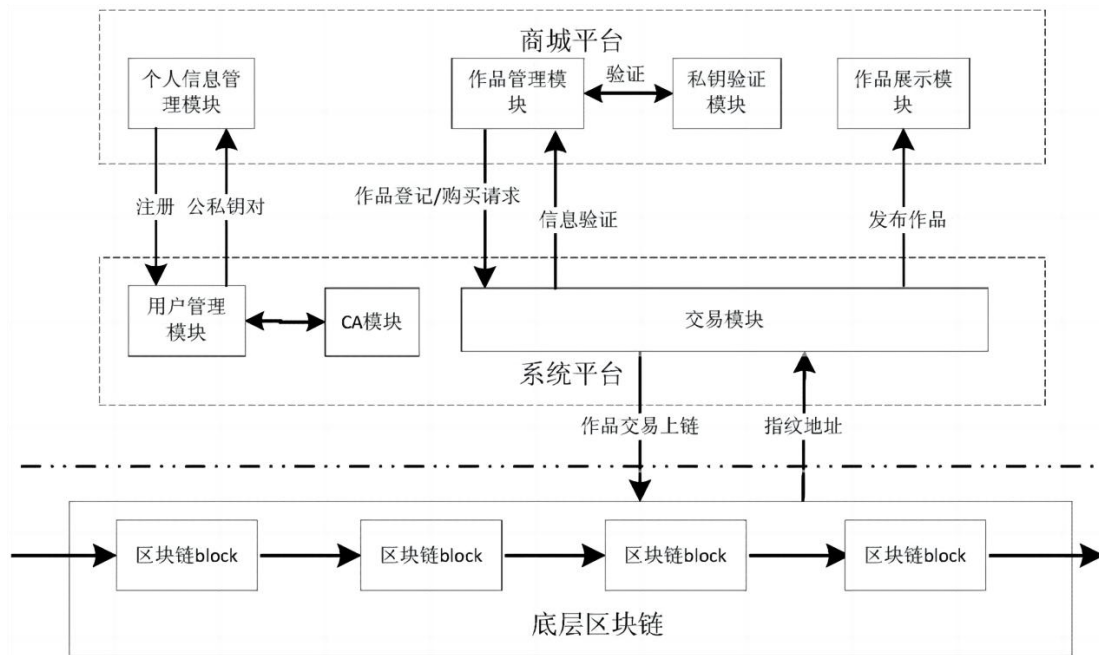 商城平台
个人信息管
理模块
作品管理模
块
验证
私钥验证
模块
作品展示模
块
注册
公私钥对
作品登记/购买请求
信息验证
发布作品
用户管理
模块
CA模块
交易模块
系统平台
作品交易上链
指纹地址
区块链block
区块链block
区块链block
区块链block
底层区块链